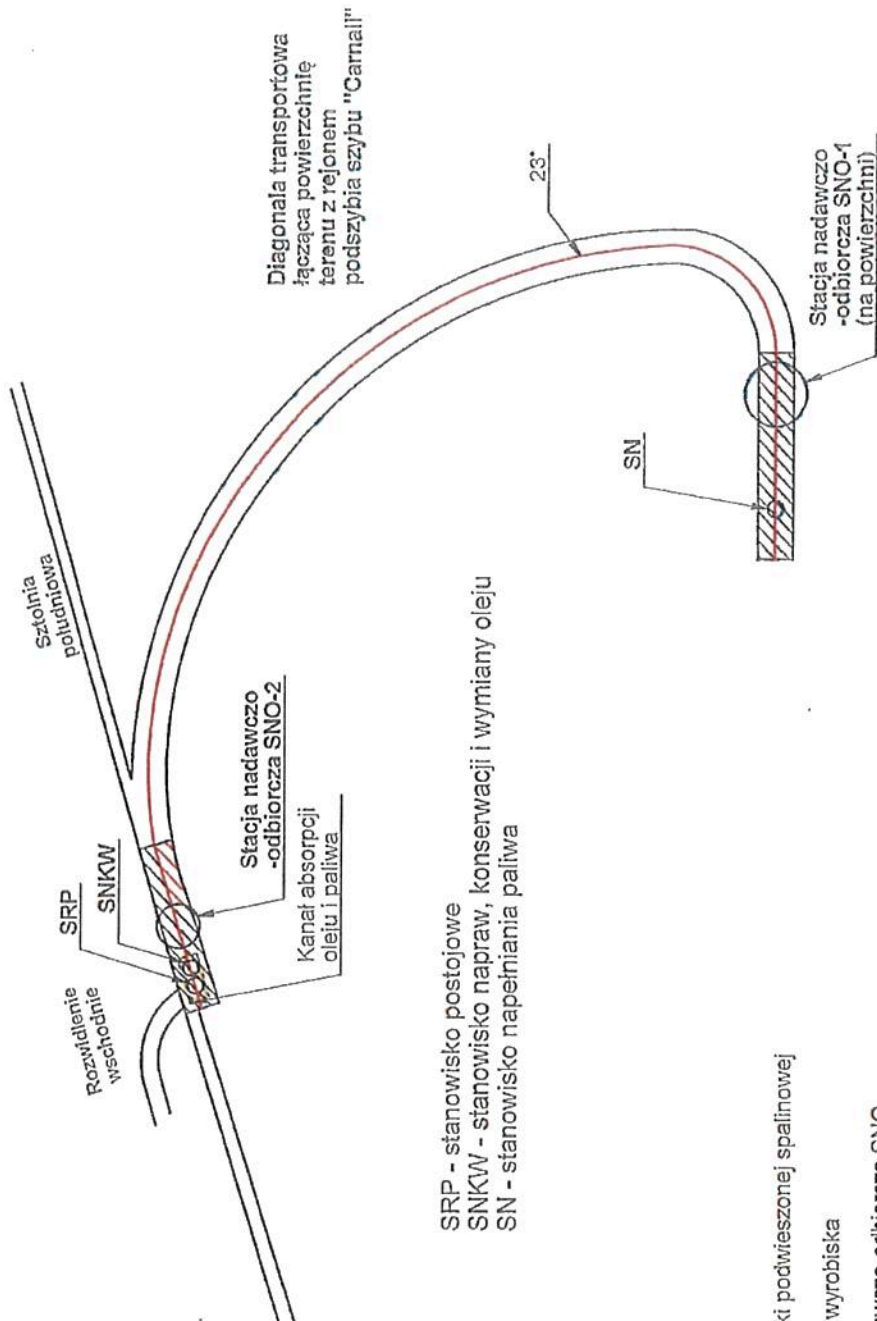 Diagonala transportowa
łącząca powierzchnię
terenu z rejonem
podszybia szybu "Carnall"
23°
Sztolnia
południowa
Rozwidlenie
wschodnie
SRP
SNKW
Stacja nadawczo
-odbiorcza SNO-2
Kanał absorpcji
oleju i paliwa
SN
Stacja nadawczo
-odbiorcza SNO-1
(na powierzchni)
SRP - stanowisko postojowe
SNKW - stanowisko napraw, konserwacji i wymiany oleju
SN - stanowisko napełniania paliwa
ki podwieszonej spalinowej
wyrobiska